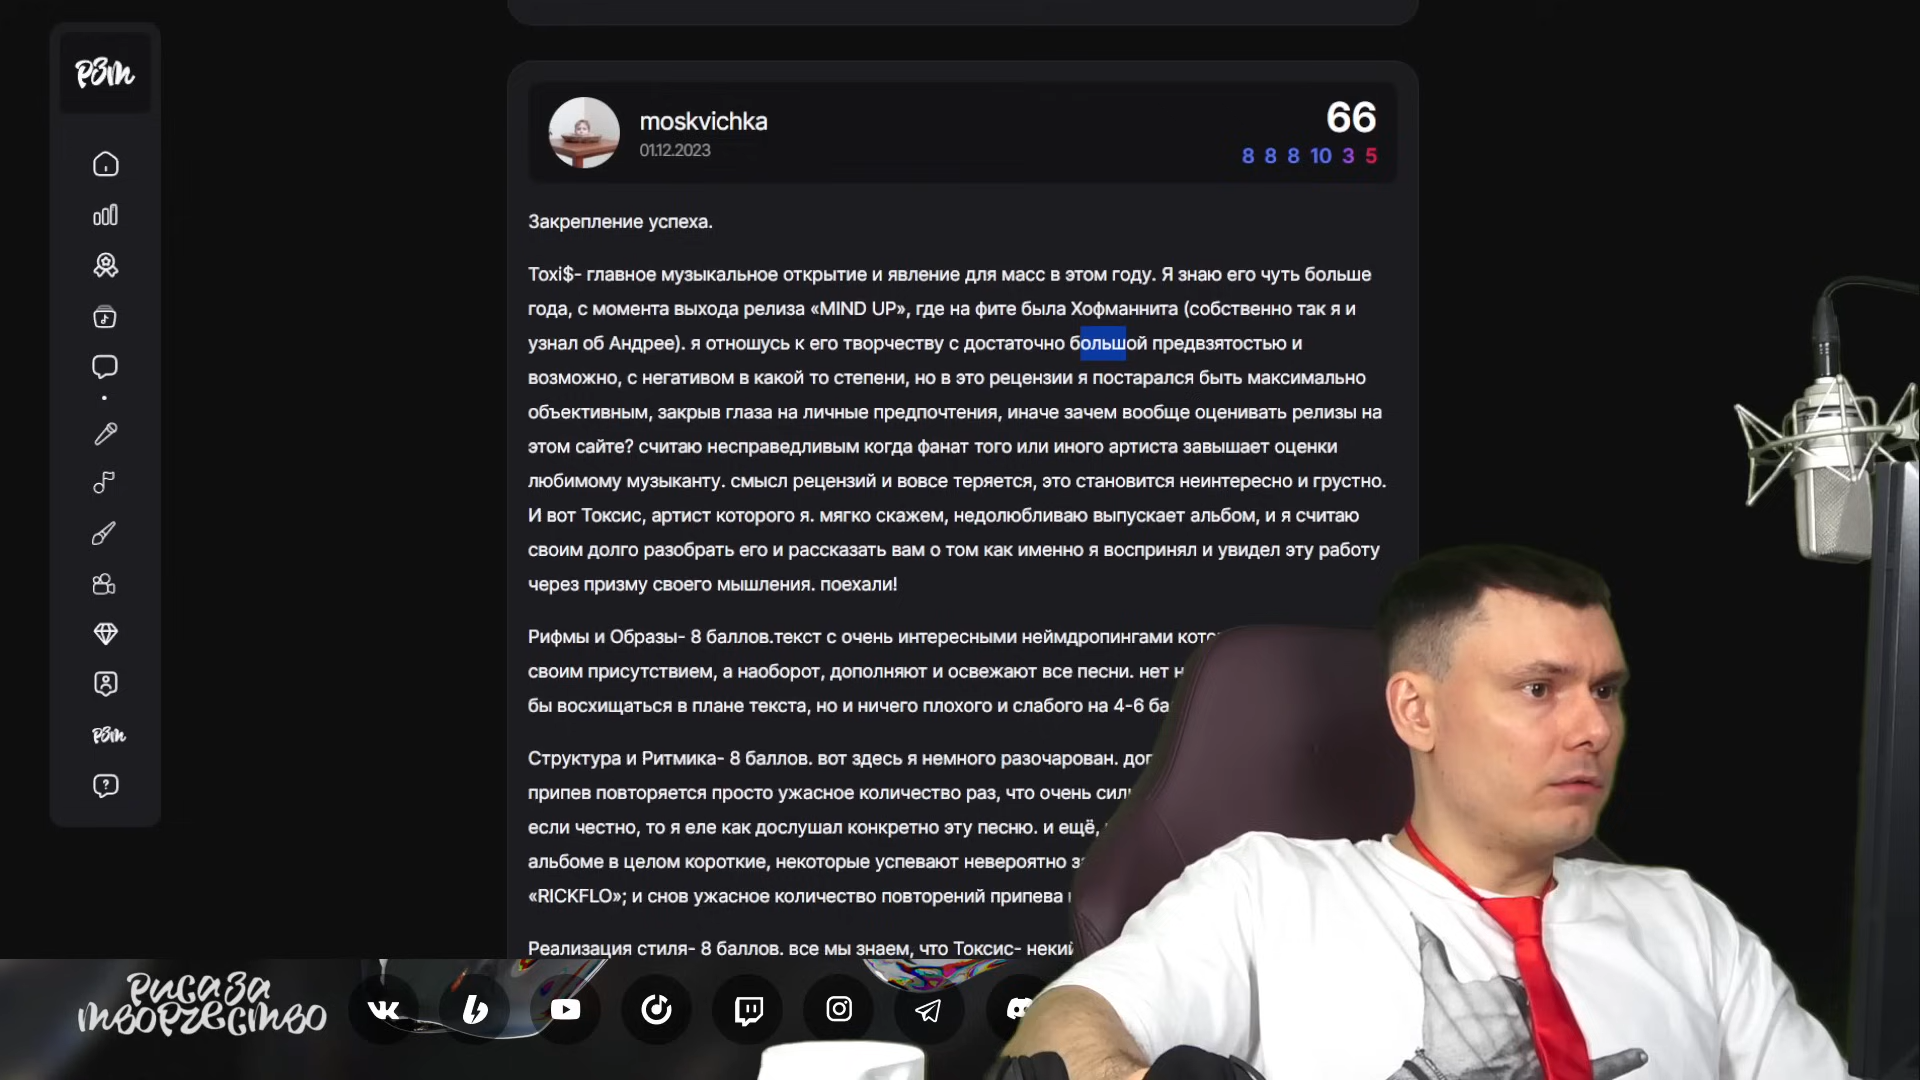 РЗТ
moskvichka
01.12.2023
66
8 8 8 10 3 5
Закрепление успеха.
Toxi$- главное музыкальное открытие и явление для масс в этом году. Я знаю его чуть больше
года, с момента выхода релиза «MIND UP», где на фите была Хофманнита (собственно так я и
узнал об Андрее). я отношусь к его творчеству с достаточно большой предвзятостью и
возможно, с негативом в какой то степени, но в это рецензии я постарался быть максимально
объективным, закрыв глаза на личные предпочтения, иначе зачем вообще оценивать релизы на
этом сайте? считаю несправедливым когда фанат того или иного артиста завышает оценки
любимому музыканту. смысл рецензий и вовсе теряется, это становится неинтересно и грустно.
И вот Токсис, артист которого я. мягко скажем, недолюбливаю выпускает альбом, и я считаю
своим долго разобрать его и рассказать вам о том как именно я воспринял и увидел эту работу
через призму своего мышления. поехали!
Рифмы и Образы- 8 баллов.текст с очень интересными неймдропингами
своим присутствием, а наоборот, дополняют и освежают все песни. нет
бы восхищаться в плане текста, но и ничего плохого и слабого на 4-6
Структура и Ритмика- 8 баллов. вот здесь я немного разочарован.
припев повторяется просто ужасное количество раз, что очень
если честно, то я еле как дослушал конкретно эту песню. и ещё,
альбоме в целом короткие, некоторые успевают невероятно
«RICKFLO»; и снов ужасное количество повторений припева
Реализация стиля- 8 баллов. все мы знаем, что Токсис-
РЗТ
риса за
творчество